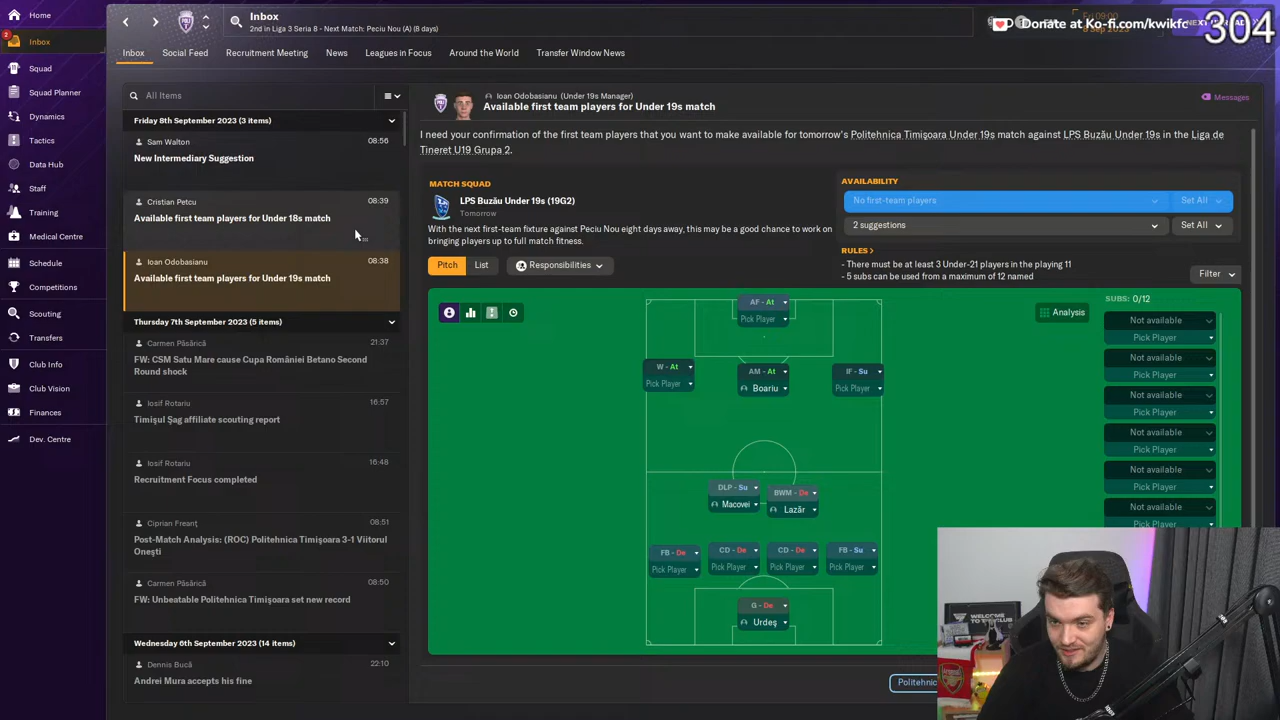 Home
Inbox
2
Squad
Squad Planner
Dynamics
Tactics
Data Hub
Staff
Training
Medical Centre
Schedule
Competitions
Scouting
Transfers
Club Info
Club Vision
Finances
Dev. Centre
POLI
Inbox
2nd in Liga 3 Seria 8 - Next Match: Peciu Nou (A) (8 days)
Fri 09:00
8 Sep 2023
Donate at Ko-fi.com/kwikfc
304
Inbox
Social Feed
Recruitment Meeting
News
Leagues in Focus
Around the World
Transfer Window News
All Items
Friday 8th September 2023 (3 items)
Sam Walton
08:56
New Intermediary Suggestion
Cristian Petcu
08:39
Available first team players for Under 18s match
Ioan Odobasianu
08:38
Available first team players for Under 19s match
Thursday 7th September 2023 (5 items)
Carmen Păsărică
21:37
FW: CSM Satu Mare cause Cupa României Betano Second
Round shock
Iosif Rotariu
16:57
Timişul Şag affiliate scouting report
Iosif Rotariu
16:48
Recruitment Focus completed
Ciprian Freanţ
08:51
Post-Match Analysis: (ROC) Politehnica Timişoara 3-1 Viitorul
Oneşti
Carmen Păsărică
08:50
FW: Unbeatable Politehnica Timişoara set new record
Wednesday 6th September 2023 (14 items)
Dennis Bucă
22:10
Andrei Mura accepts his fine
Ioan Odobasianu (Under 19s Manager)
Available first team players for Under 19s match
Messages
I need your confirmation of the first team players that you want to make available for tomorrow's Politehnica Timişoara Under 19s match against LPS Buzău Under 19s in the Liga de
Tineret U19 Grupa 2.
MATCH SQUAD
LPS Buzău Under 19s (19G2)
Tomorrow
With the next first-team fixture against Peciu Nou eight days away, this may be a good chance to work on
bringing players up to full match fitness.
AVAILABILITY
No first-team players
Set All
2 suggestions
Set All
RULES >
- There must be at least 3 Under-21 players in the playing 11
- 5 subs can be used from a maximum of 12 named
Pitch
List
Responsibilities
Filter
Analysis
AF - At
Pick Player
W - At
Pick Player
AM - At
Boariu
IF - Su
Pick Player
DLP - Su
Macovei
BWM - De
Lazăr
FB - De
Pick Player
CD - De
Pick Player
CD - De
Pick Player
FB - Su
Pick Player
G - De
Urdeş
SUBS: 0/12
Not available
Pick Player
Not available
Pick Player
Not available
Pick Player
Not available
Pick Player
Not available
Pick Player
Not available
Pick Player
Politehnic
WELCOME
Arsenal